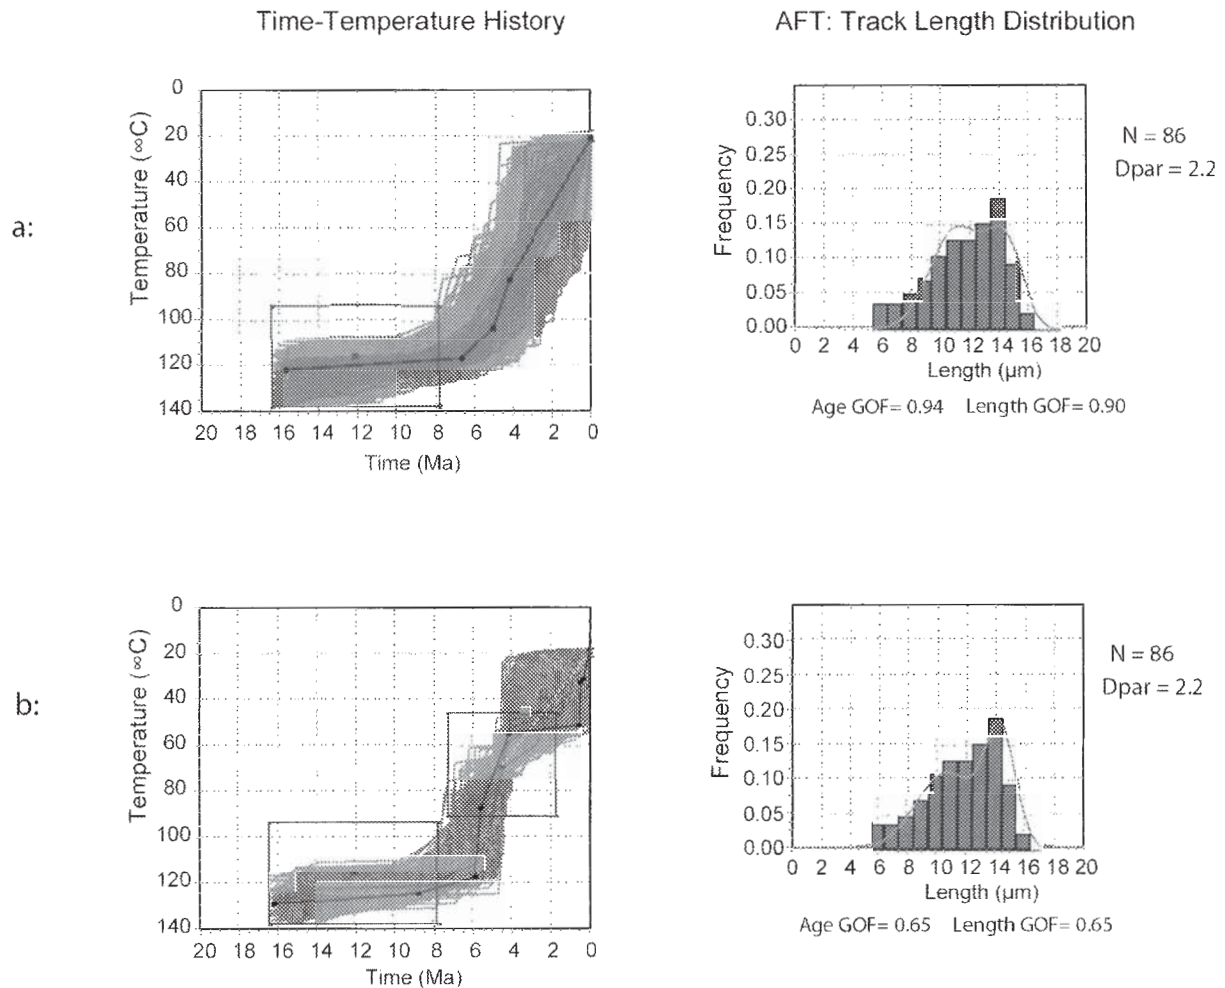 Time-Temperature History
AFT: Track Length Distribution
a:
Temperature (∞C)
0
20
40
60
80
100
120
140
20 18 16 14 12 10 8 6 4 2 0
Time (Ma)
Frequency
0.30
0.25
0.20
0.15
0.10
0.05
0.00
0 2 4 6 8 10 12 14 16 18 20
Length (µm)
N = 86
Dpar = 2.2
Age GOF= 0.94 Length GOF= 0.90
b:
Temperature (∞C)
0
20
40
60
80
100
120
140
20 18 16 14 12 10 8 6 4 2 0
Time (Ma)
Frequency
0.30
0.25
0.20
0.15
0.10
0.05
0.00
0 2 4 6 8 10 12 14 16 18 20
Length (µm)
N = 86
Dpar = 2.2
Age GOF= 0.65 Length GOF= 0.65